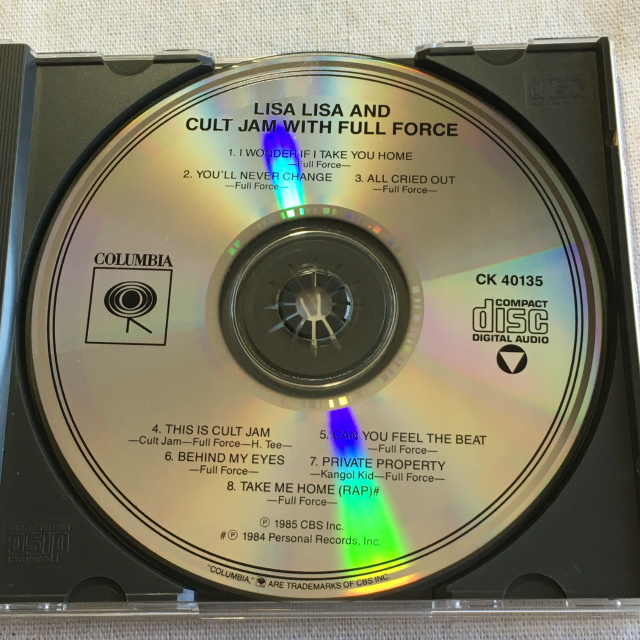 LISA LISA AND
CULT JAM WITH FULL FORCE
1. I WONDER IF I TAKE YOU HOME
—Full Force—
2. YOU'LL NEVER CHANGE
—Full Force—
3. ALL CRIED OUT
—Full Force—
COLUMBIA
CK 40135
COMPACT
disc
DIGITAL AUDIO
4. THIS IS CULT JAM
—Cult Jam—Full Force—H. Tee—
5. CAN YOU FEEL THE BEAT
—Full Force—
6. BEHIND MY EYES
—Full Force—
7. PRIVATE PROPERTY
—Kangol Kid—Full Force—
8. TAKE ME HOME (RAP)#
—Full Force—
℗ 1985 CBS Inc.
# ℗ 1984 Personal Records, Inc.
"COLUMBIA," ARE TRADEMARKS OF CBS INC